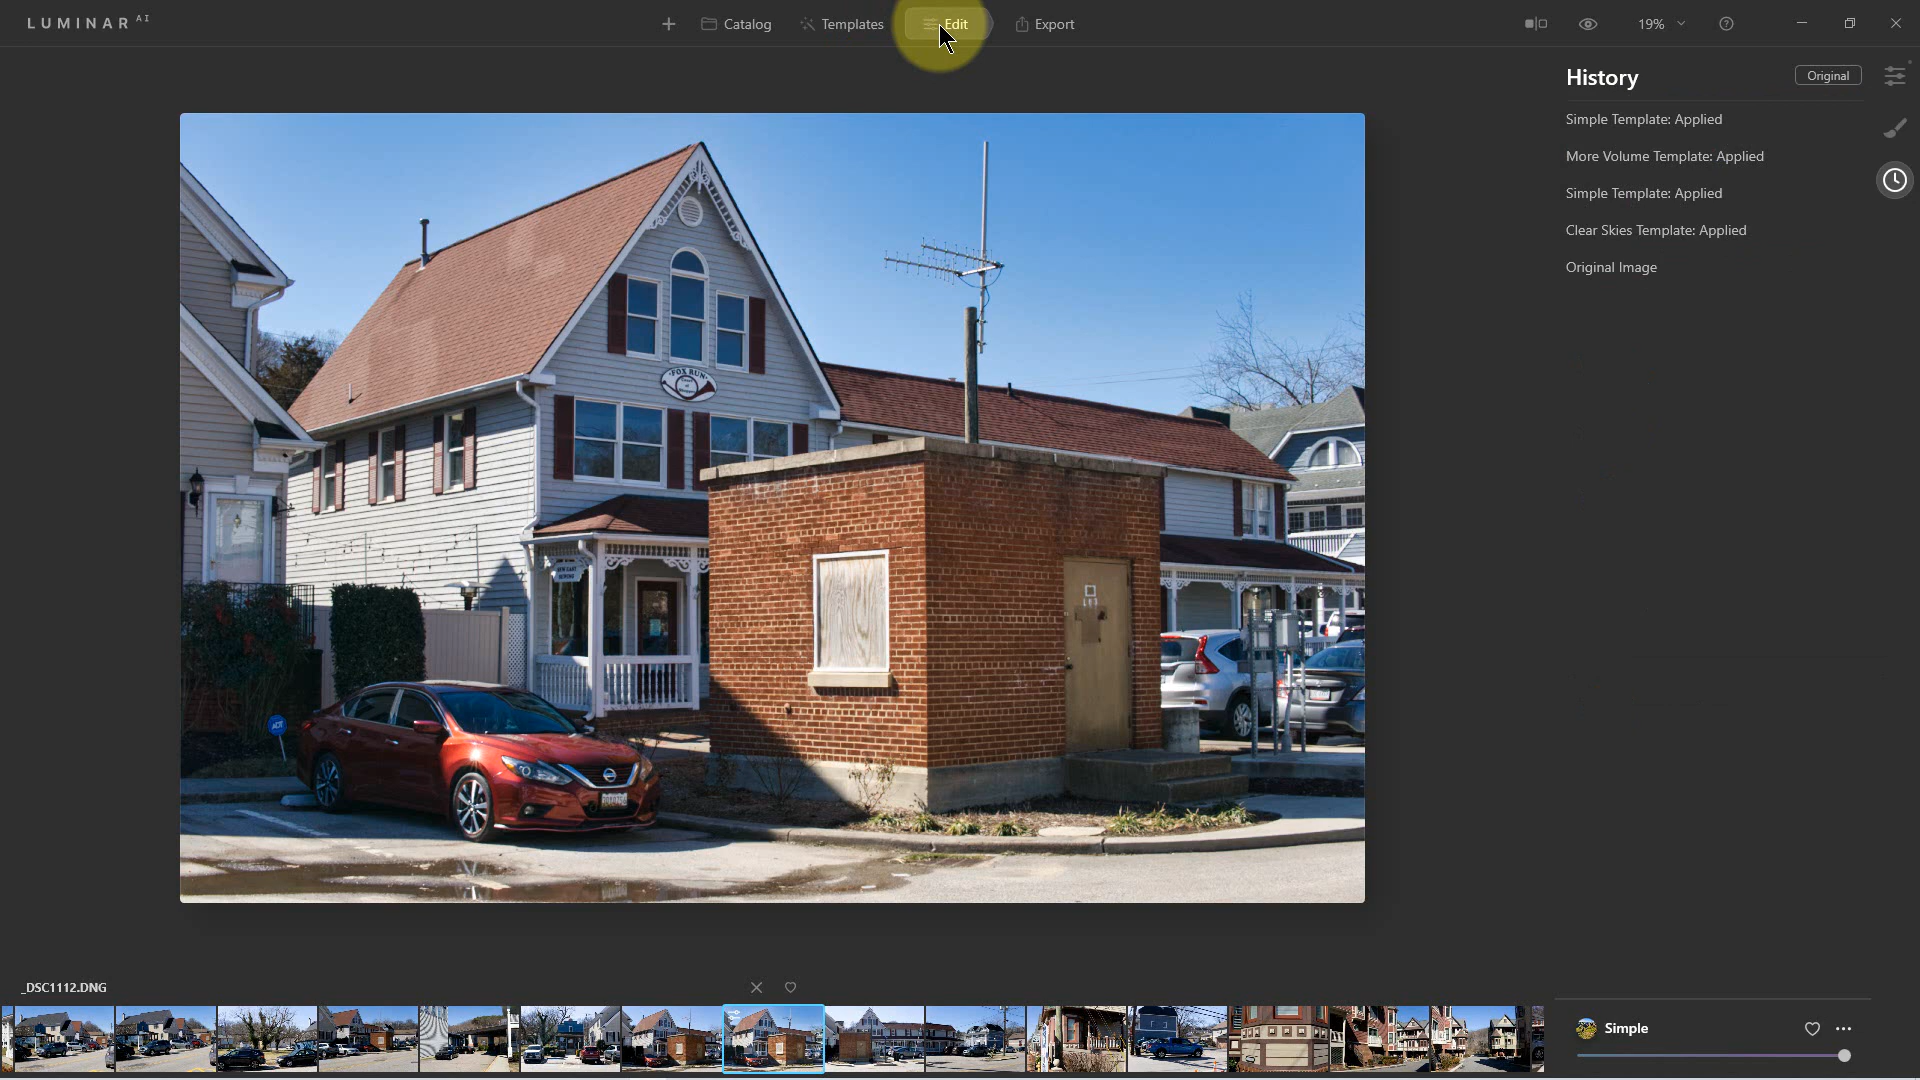 LUMINAR AI
Catalog
Templates
Edit
Export
19%
History
Original
Simple Template: Applied
More Volume Template: Applied
Simple Template: Applied
Clear Skies Template: Applied
Original Image
FOX RUN
ADT
_DSC1112.DNG
Simple